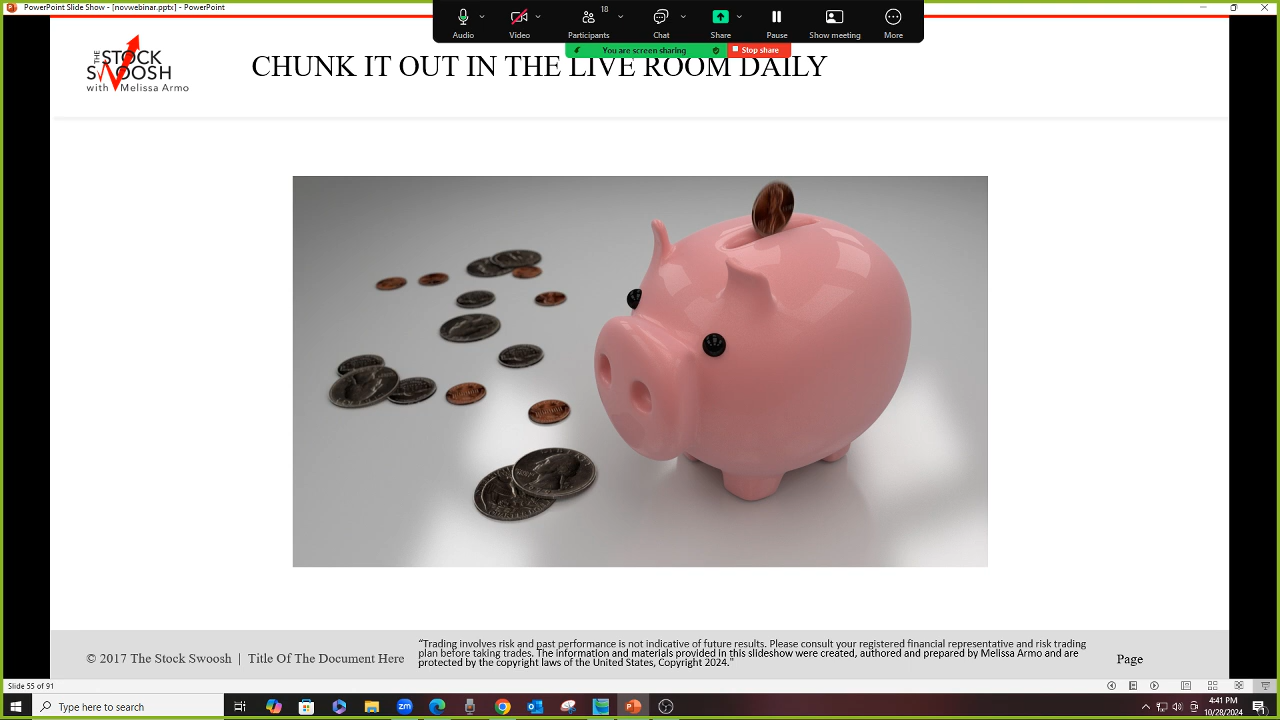 PowerPoint Slide Show - [novwebinar.pptx] - PowerPoint
18
Audio
Video
Participants
Chat
Share
Pause
Show meeting
More
You are screen sharing
Stop share
THE STOCK
SWOOSH
with Melissa Armo
CHUNK IT OUT IN THE LIVE ROOM DAILY
© 2017 The Stock Swoosh | Title Of The Document Here
"Trading involves risk and past performance is not indicative of future results. Please consult your registered financial representative and risk trading
plan before taking trades. The information and materials provided in this slideshow were created, authored and prepared by Melissa Armo and are
protected by the copyright laws of the United States, Copyright 2024."
Page
Slide 55 of 91
Type here to search
4:41 PM
10/28/2024